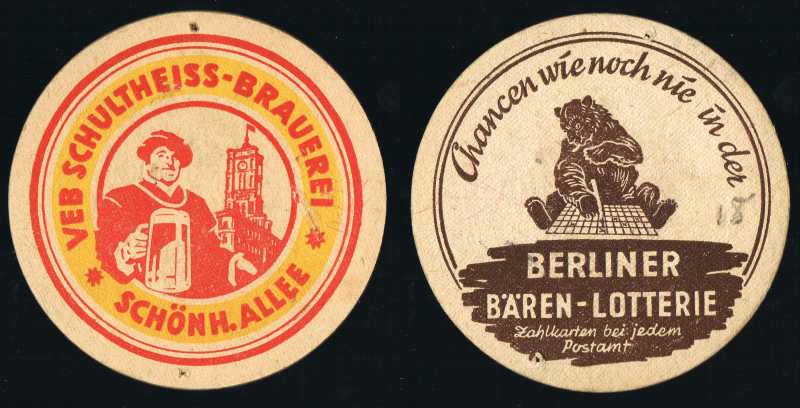 VEB SCHULTHEISS-BRAUEREI
SCHÖNH. ALLEE
Chancen wie noch nie in der
BERLINER
BÄREN-LOTTERIE
Zahlkarten bei jedem
Postamt